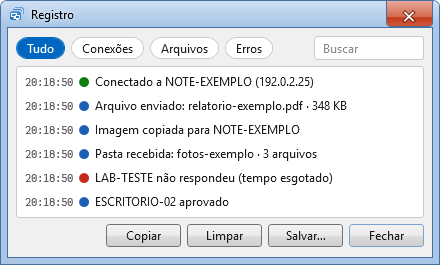 Registro
Tudo
Conexões
Arquivos
Erros
Buscar
20:18:50 Conectado a NOTE-EXEMPLO (192.0.2.25)
20:18:50 Arquivo enviado: relatorio-exemplo.pdf · 348 KB
20:18:50 Imagem copiada para NOTE-EXEMPLO
20:18:50 Pasta recebida: fotos-exemplo · 3 arquivos
20:18:50 LAB-TESTE não respondeu (tempo esgotado)
20:18:50 ESCRITORIO-02 aprovado
Copiar
Limpar
Salvar...
Fechar